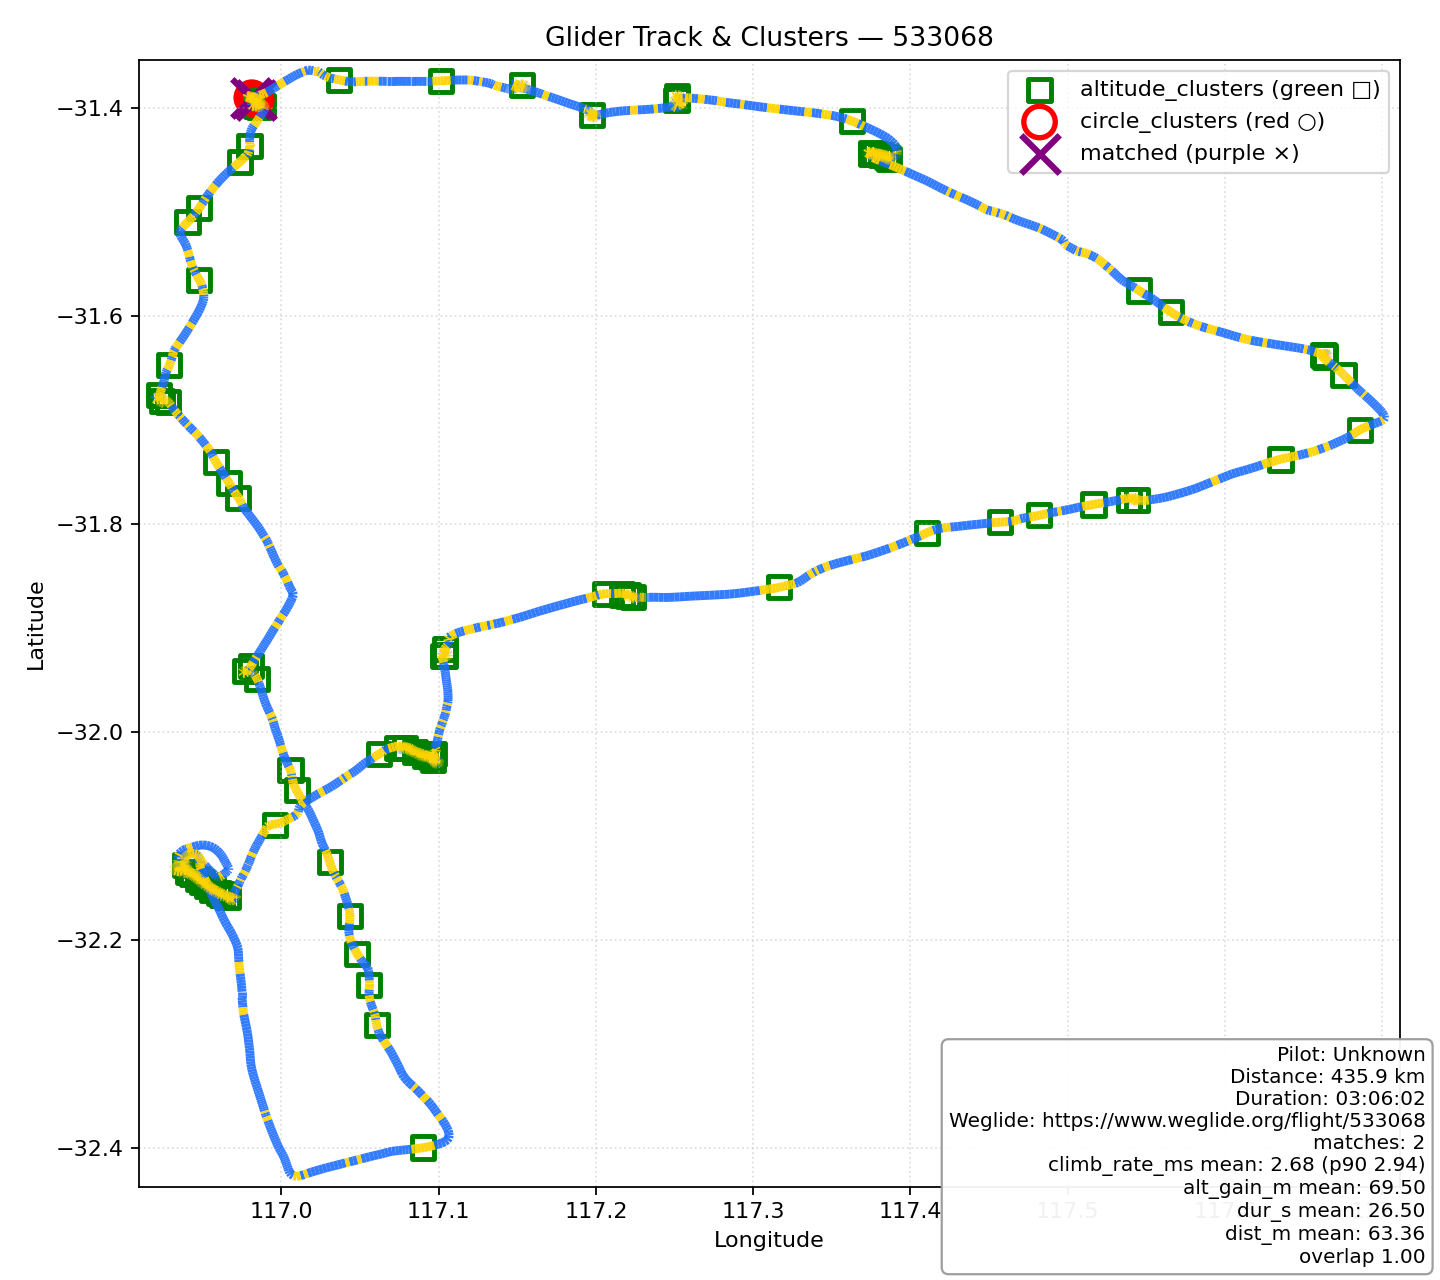 Glider Track & Clusters — 533068
altitude_clusters (green □)
circle_clusters (red ○)
matched (purple ×)
−31.4
−31.6
−31.8
−32.0
−32.2
−32.4
Latitude
117.0
117.1
117.2
117.3
117.4
117.5
Longitude
Pilot: Unknown
Distance: 435.9 km
Duration: 03:06:02
Weglide: https://www.weglide.org/flight/533068
matches: 2
climb_rate_ms mean: 2.68 (p90 2.94)
alt_gain_m mean: 69.50
dur_s mean: 26.50
dist_m mean: 63.36
overlap 1.00